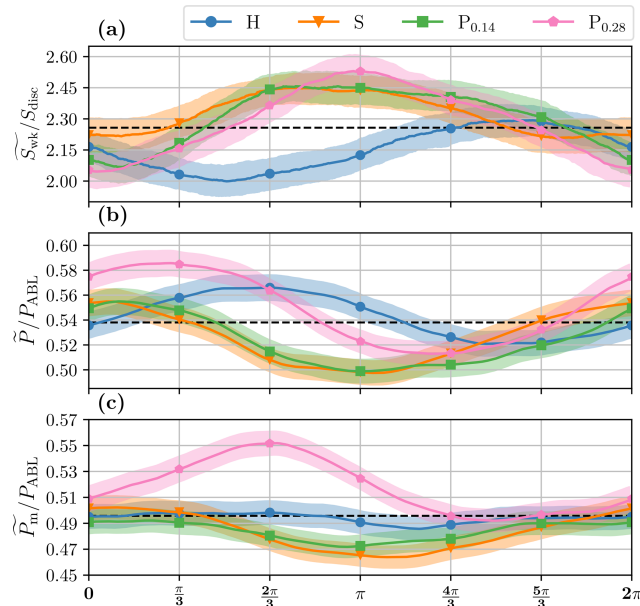 H S P0.14 P0.28
(a)
2.60
2.45
2.30
2.15
2.00
S̃wk/Sdisc
(b)
0.60
0.58
0.56
0.54
0.52
0.50
P̃/PABL
(c)
0.57
0.55
0.53
0.51
0.49
0.47
0.45
P̃m/PABL
0 π/3 2π/3 π 4π/3 5π/3 2π